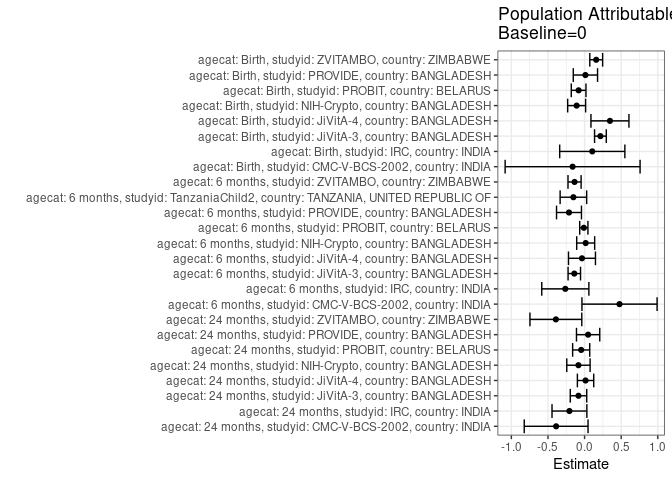 Population Attributable
Baseline=0
agecat: Birth, studyid: ZVITAMBO, country: ZIMBABWE
agecat: Birth, studyid: PROVIDE, country: BANGLADESH
agecat: Birth, studyid: PROBIT, country: BELARUS
agecat: Birth, studyid: NIH-Crypto, country: BANGLADESH
agecat: Birth, studyid: JiVitA-4, country: BANGLADESH
agecat: Birth, studyid: JiVitA-3, country: BANGLADESH
agecat: Birth, studyid: IRC, country: INDIA
agecat: Birth, studyid: CMC-V-BCS-2002, country: INDIA
agecat: 6 months, studyid: ZVITAMBO, country: ZIMBABWE
agecat: 6 months, studyid: TanzaniaChild2, country: TANZANIA, UNITED REPUBLIC OF
agecat: 6 months, studyid: PROVIDE, country: BANGLADESH
agecat: 6 months, studyid: PROBIT, country: BELARUS
agecat: 6 months, studyid: NIH-Crypto, country: BANGLADESH
agecat: 6 months, studyid: JiVitA-4, country: BANGLADESH
agecat: 6 months, studyid: JiVitA-3, country: BANGLADESH
agecat: 6 months, studyid: IRC, country: INDIA
agecat: 6 months, studyid: CMC-V-BCS-2002, country: INDIA
agecat: 24 months, studyid: ZVITAMBO, country: ZIMBABWE
agecat: 24 months, studyid: PROVIDE, country: BANGLADESH
agecat: 24 months, studyid: PROBIT, country: BELARUS
agecat: 24 months, studyid: NIH-Crypto, country: BANGLADESH
agecat: 24 months, studyid: JiVitA-4, country: BANGLADESH
agecat: 24 months, studyid: JiVitA-3, country: BANGLADESH
agecat: 24 months, studyid: IRC, country: INDIA
agecat: 24 months, studyid: CMC-V-BCS-2002, country: INDIA
-1.0 -0.5 0.0 0.5 1.0
Estimate